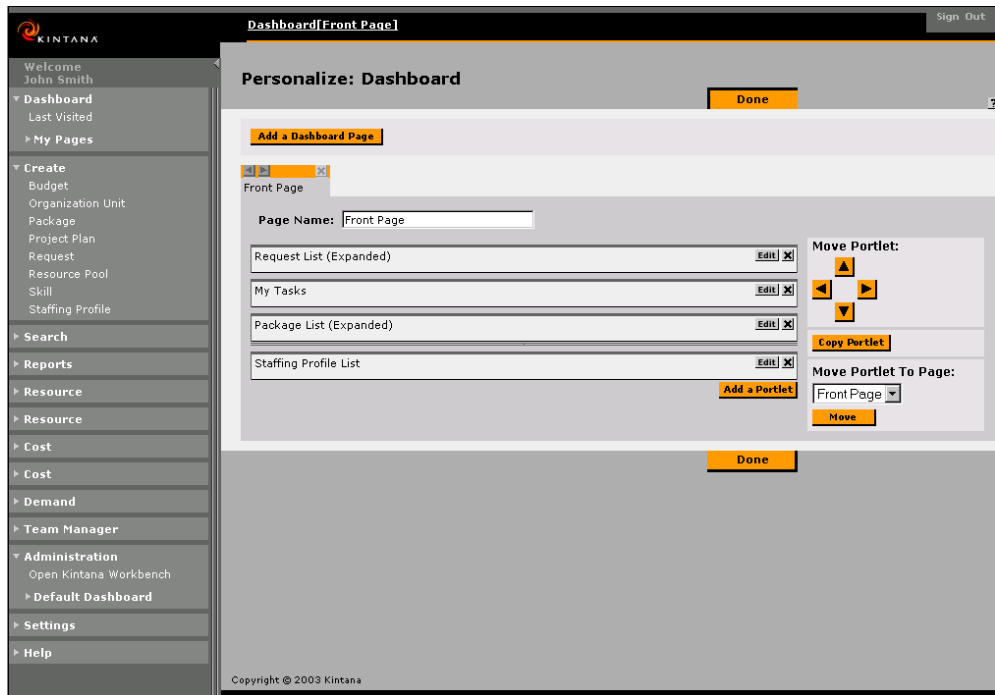 KINTANA
Dashboard[Front Page]
Sign Out
Welcome
John Smith
Dashboard
Last Visited
My Pages
Create
Budget
Organization Unit
Package
Project Plan
Request
Resource Pool
Skill
Staffing Profile
Search
Reports
Resource
Resource
Cost
Cost
Demand
Team Manager
Administration
Open Kintana Workbench
Default Dashboard
Settings
Help
Personalize: Dashboard
Done
?
Add a Dashboard Page
Front Page
Page Name: Front Page
Request List (Expanded) Edit
My Tasks Edit
Package List (Expanded) Edit
Staffing Profile List Edit
Add a Portlet
Move Portlet:
Copy Portlet
Move Portlet To Page:
Front Page
Move
Done
Copyright © 2003 Kintana